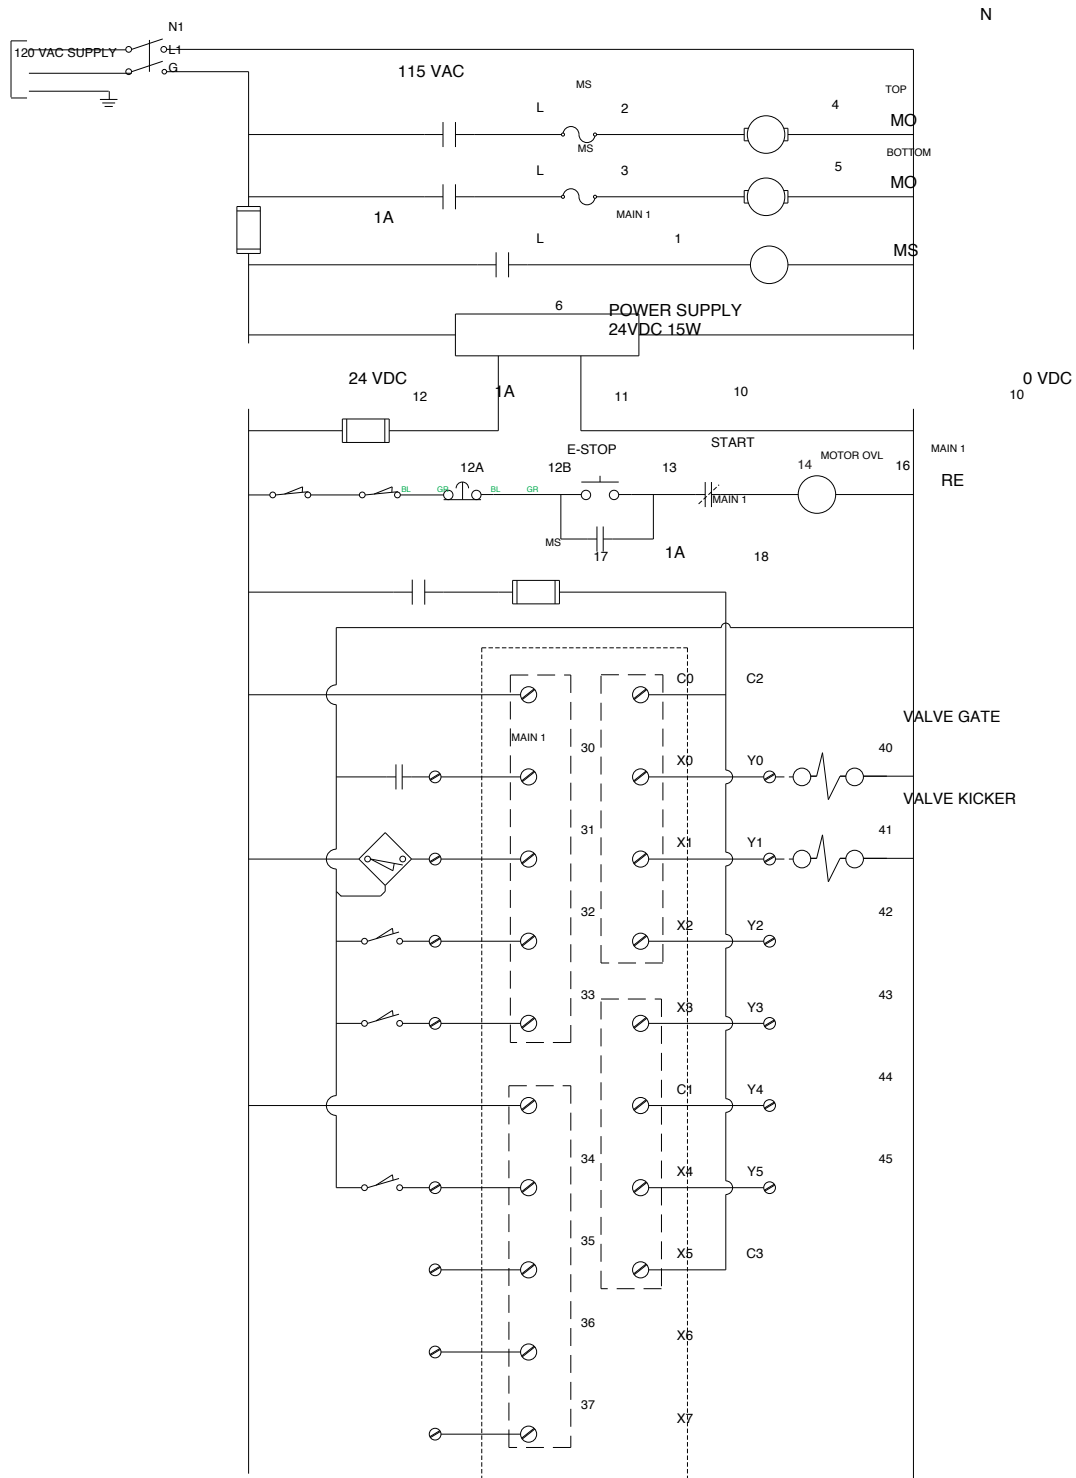 N
N1
120 VAC SUPPLY
L1
G
115 VAC
MS
TOP
L
2
4
MO
MS
BOTTOM
L
3
5
MO
1A
MAIN 1
L
1
MS
6
POWER SUPPLY
24VDC 15W
24 VDC
0 VDC
12
1A
11
10
10
E-STOP
START
MOTOR OVL
MAIN 1
12A
12B
13
14
16
RE
BL
GR
BL
GR
MAIN 1
MS
17
1A
18
C0
C2
VALVE GATE
MAIN 1
30
X0
Y0
40
VALVE KICKER
31
X1
Y1
41
32
X2
Y2
42
33
X3
Y3
43
C1
Y4
44
34
X4
Y5
45
35
X5
C3
36
X6
37
X7